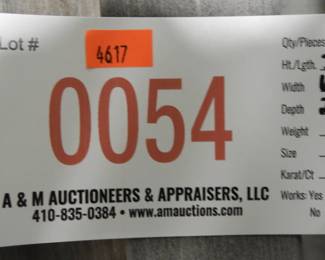 Lot #
4617
0054
A & M AUCTIONEERS & APPRAISERS, LLC
410-835-0384 • www.amauctions.com
Qty/Pieces
Ht./Lgth.
Width
Depth
Weight
Size
Karat/Ct
Works: Yes
No